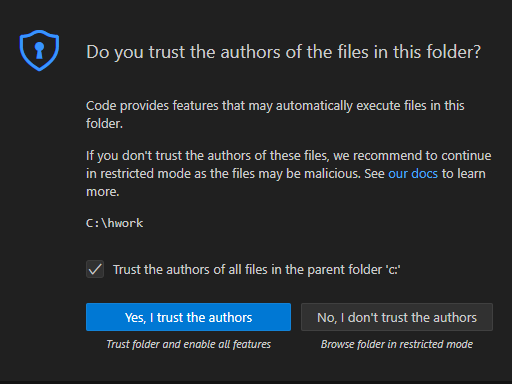 Do you trust the authors of the files in this folder?
Code provides features that may automatically execute files in this
folder.
If you don't trust the authors of these files, we recommend to continue
in restricted mode as the files may be malicious. See our docs to learn
more.
C:\hwork
Trust the authors of all files in the parent folder 'c:'
Yes, I trust the authors
No, I don't trust the authors
Trust folder and enable all features
Browse folder in restricted mode